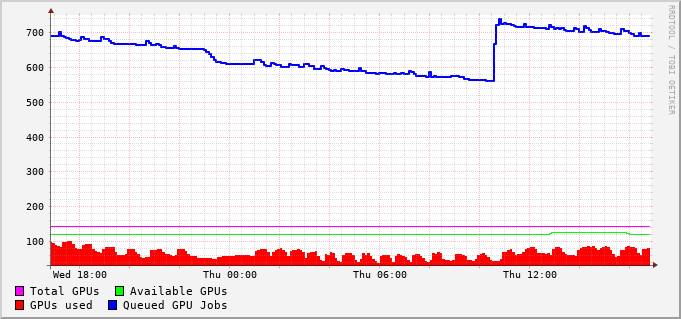 700
600
500
400
300
200
100
Wed 18:00 Thu 00:00 Thu 06:00 Thu 12:00
Total GPUs Available GPUs
GPUs used Queued GPU Jobs
RRDTOOL / TOBI OETIKER